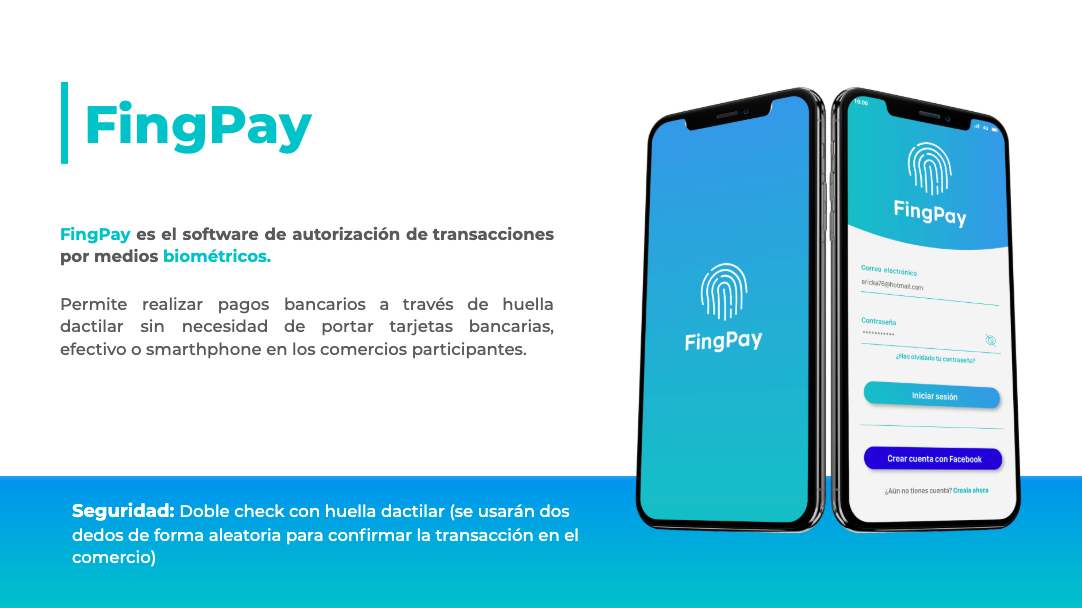 FingPay
FingPay es el software de autorización de transacciones
por medios biométricos.
Permite realizar pagos bancarios a través de huella
dactilar sin necesidad de portar tarjetas bancarias,
efectivo o smarthphone en los comercios participantes.
Seguridad: Doble check con huella dactilar (se usarán dos
dedos de forma aleatoria para confirmar la transacción en el
comercio)
FingPay
10:00
4G
FingPay
Correo electrónico
ericka76@hotmail.com
Contraseña
***********
¿Has olvidado tu contraseña?
Iniciar sesión
Crear cuenta con Facebook
¿Aún no tienes cuenta? Creala ahora